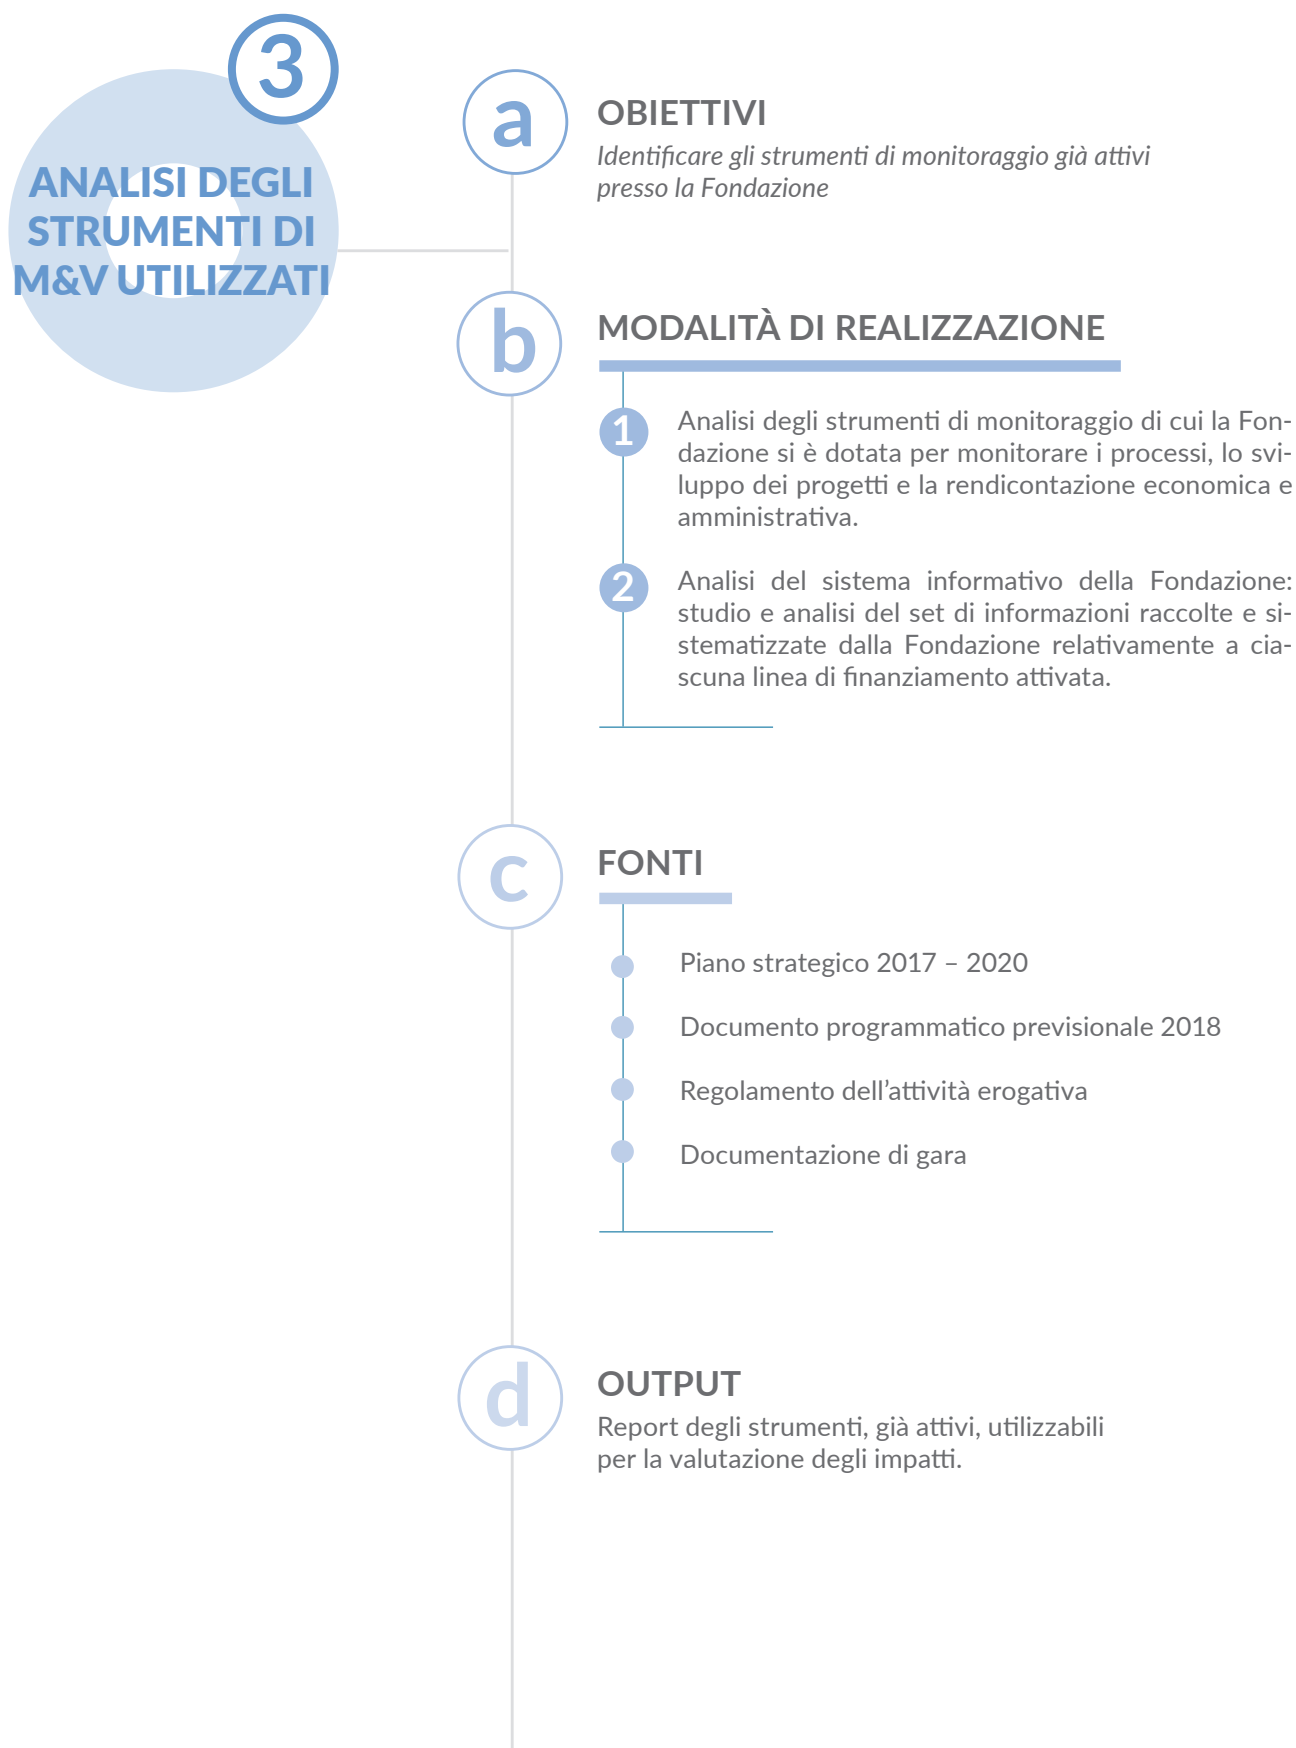 3
ANALISI DEGLI
STRUMENTI DI
M&V UTILIZZATI
a
OBIETTIVI
Identificare gli strumenti di monitoraggio già attivi
presso la Fondazione
b
MODALITÀ DI REALIZZAZIONE
1
Analisi degli strumenti di monitoraggio di cui la Fon-
dazione si è dotata per monitorare i processi, lo svi-
luppo dei progetti e la rendicontazione economica e
amministrativa.
2
Analisi del sistema informativo della Fondazione:
studio e analisi del set di informazioni raccolte e si-
stematizzate dalla Fondazione relativamente a cia-
scuna linea di finanziamento attivata.
c
FONTI
Piano strategico 2017 – 2020
Documento programmatico previsionale 2018
Regolamento dell’attività erogativa
Documentazione di gara
d
OUTPUT
Report degli strumenti, già attivi, utilizzabili
per la valutazione degli impatti.